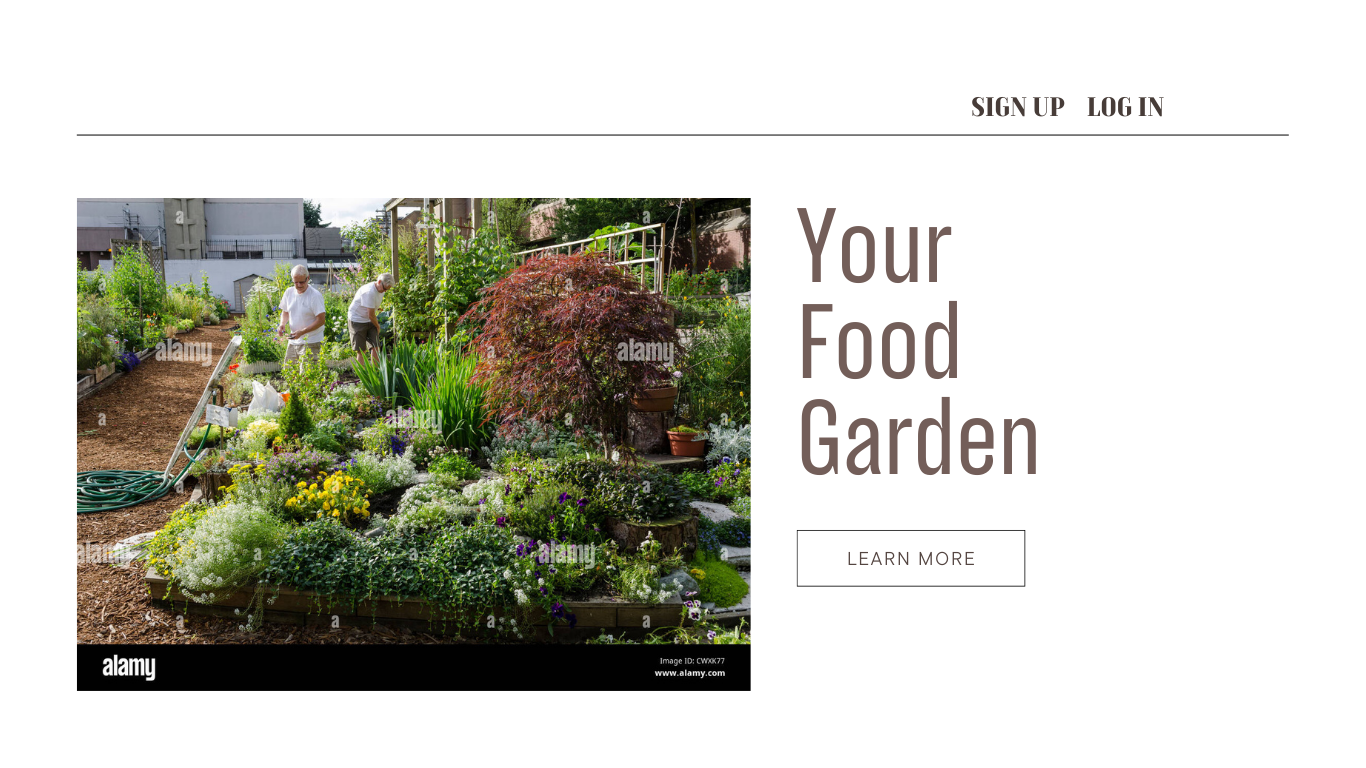 SIGN UP LOG IN
Your
Food
Garden
LEARN MORE
a a a
a a a
alamy a alamy
a alamy a a
a a
alamy a a alamy
a a a a
alamy
Image ID: CWXK77
www.alamy.com